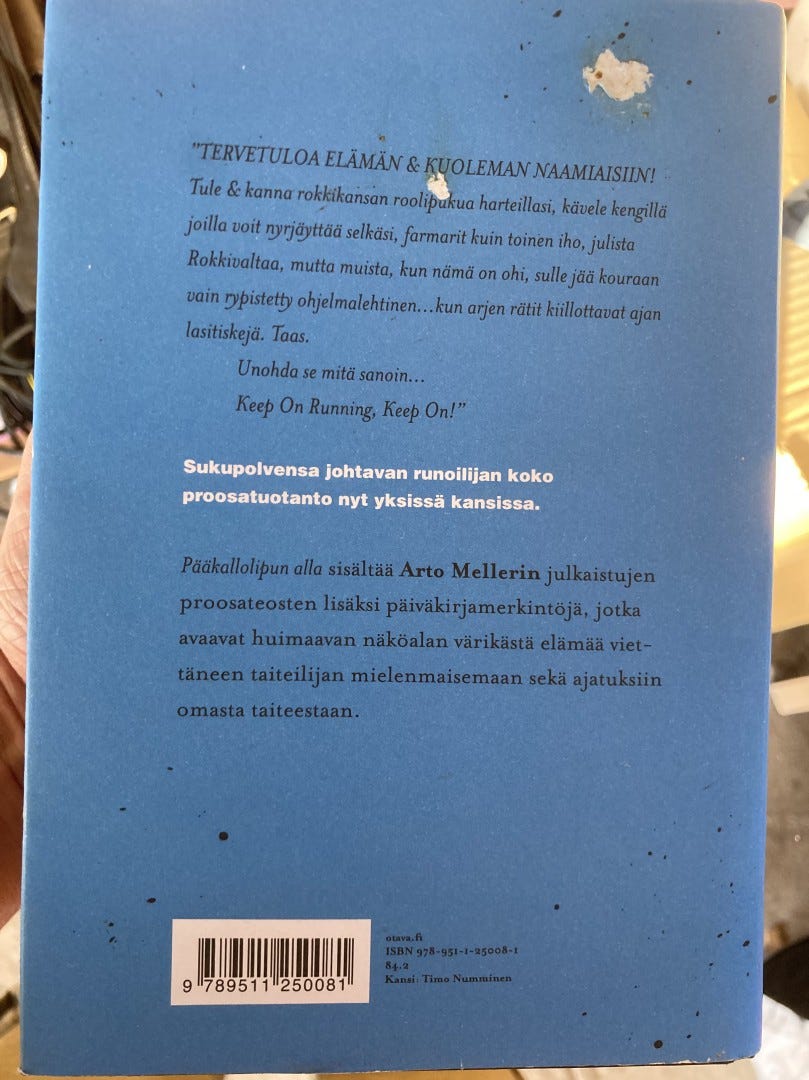 "TERVETULOA ELÄMÄN & KUOLEMAN NAAMIAISIIN!
Tule & kanna rokkikansan roolipukua harteillasi, kävele kengillä
joilla voit nyrjäyttää selkäsi, farmarit kuin toinen iho, julista
Rokkivaltaa, mutta muista, kun nämä on ohi, sulle jää kouraan
vain rypistetty ohjelmalehtinen...kun arjen rätit kiillottavat ajan
lasitiskejä. Taas.
Unohda se mitä sanoin...
Keep On Running, Keep On!"
Sukupolvensa johtavan runoilijan koko
proosatuotanto nyt yksissä kansissa.
Pääkallolipun alla sisältää Arto Mellerin julkaistujen
proosateosten lisäksi päiväkirjamerkintöjä, jotka
avaavat huimaavan näköalan värikästä elämää viet-
täneen taiteilijan mielenmaisemaan sekä ajatuksiin
omasta taiteestaan.
otava.fi
ISBN 978-951-1-25008-1
84.2
Kansi: Timo Numminen
9 789511 250081